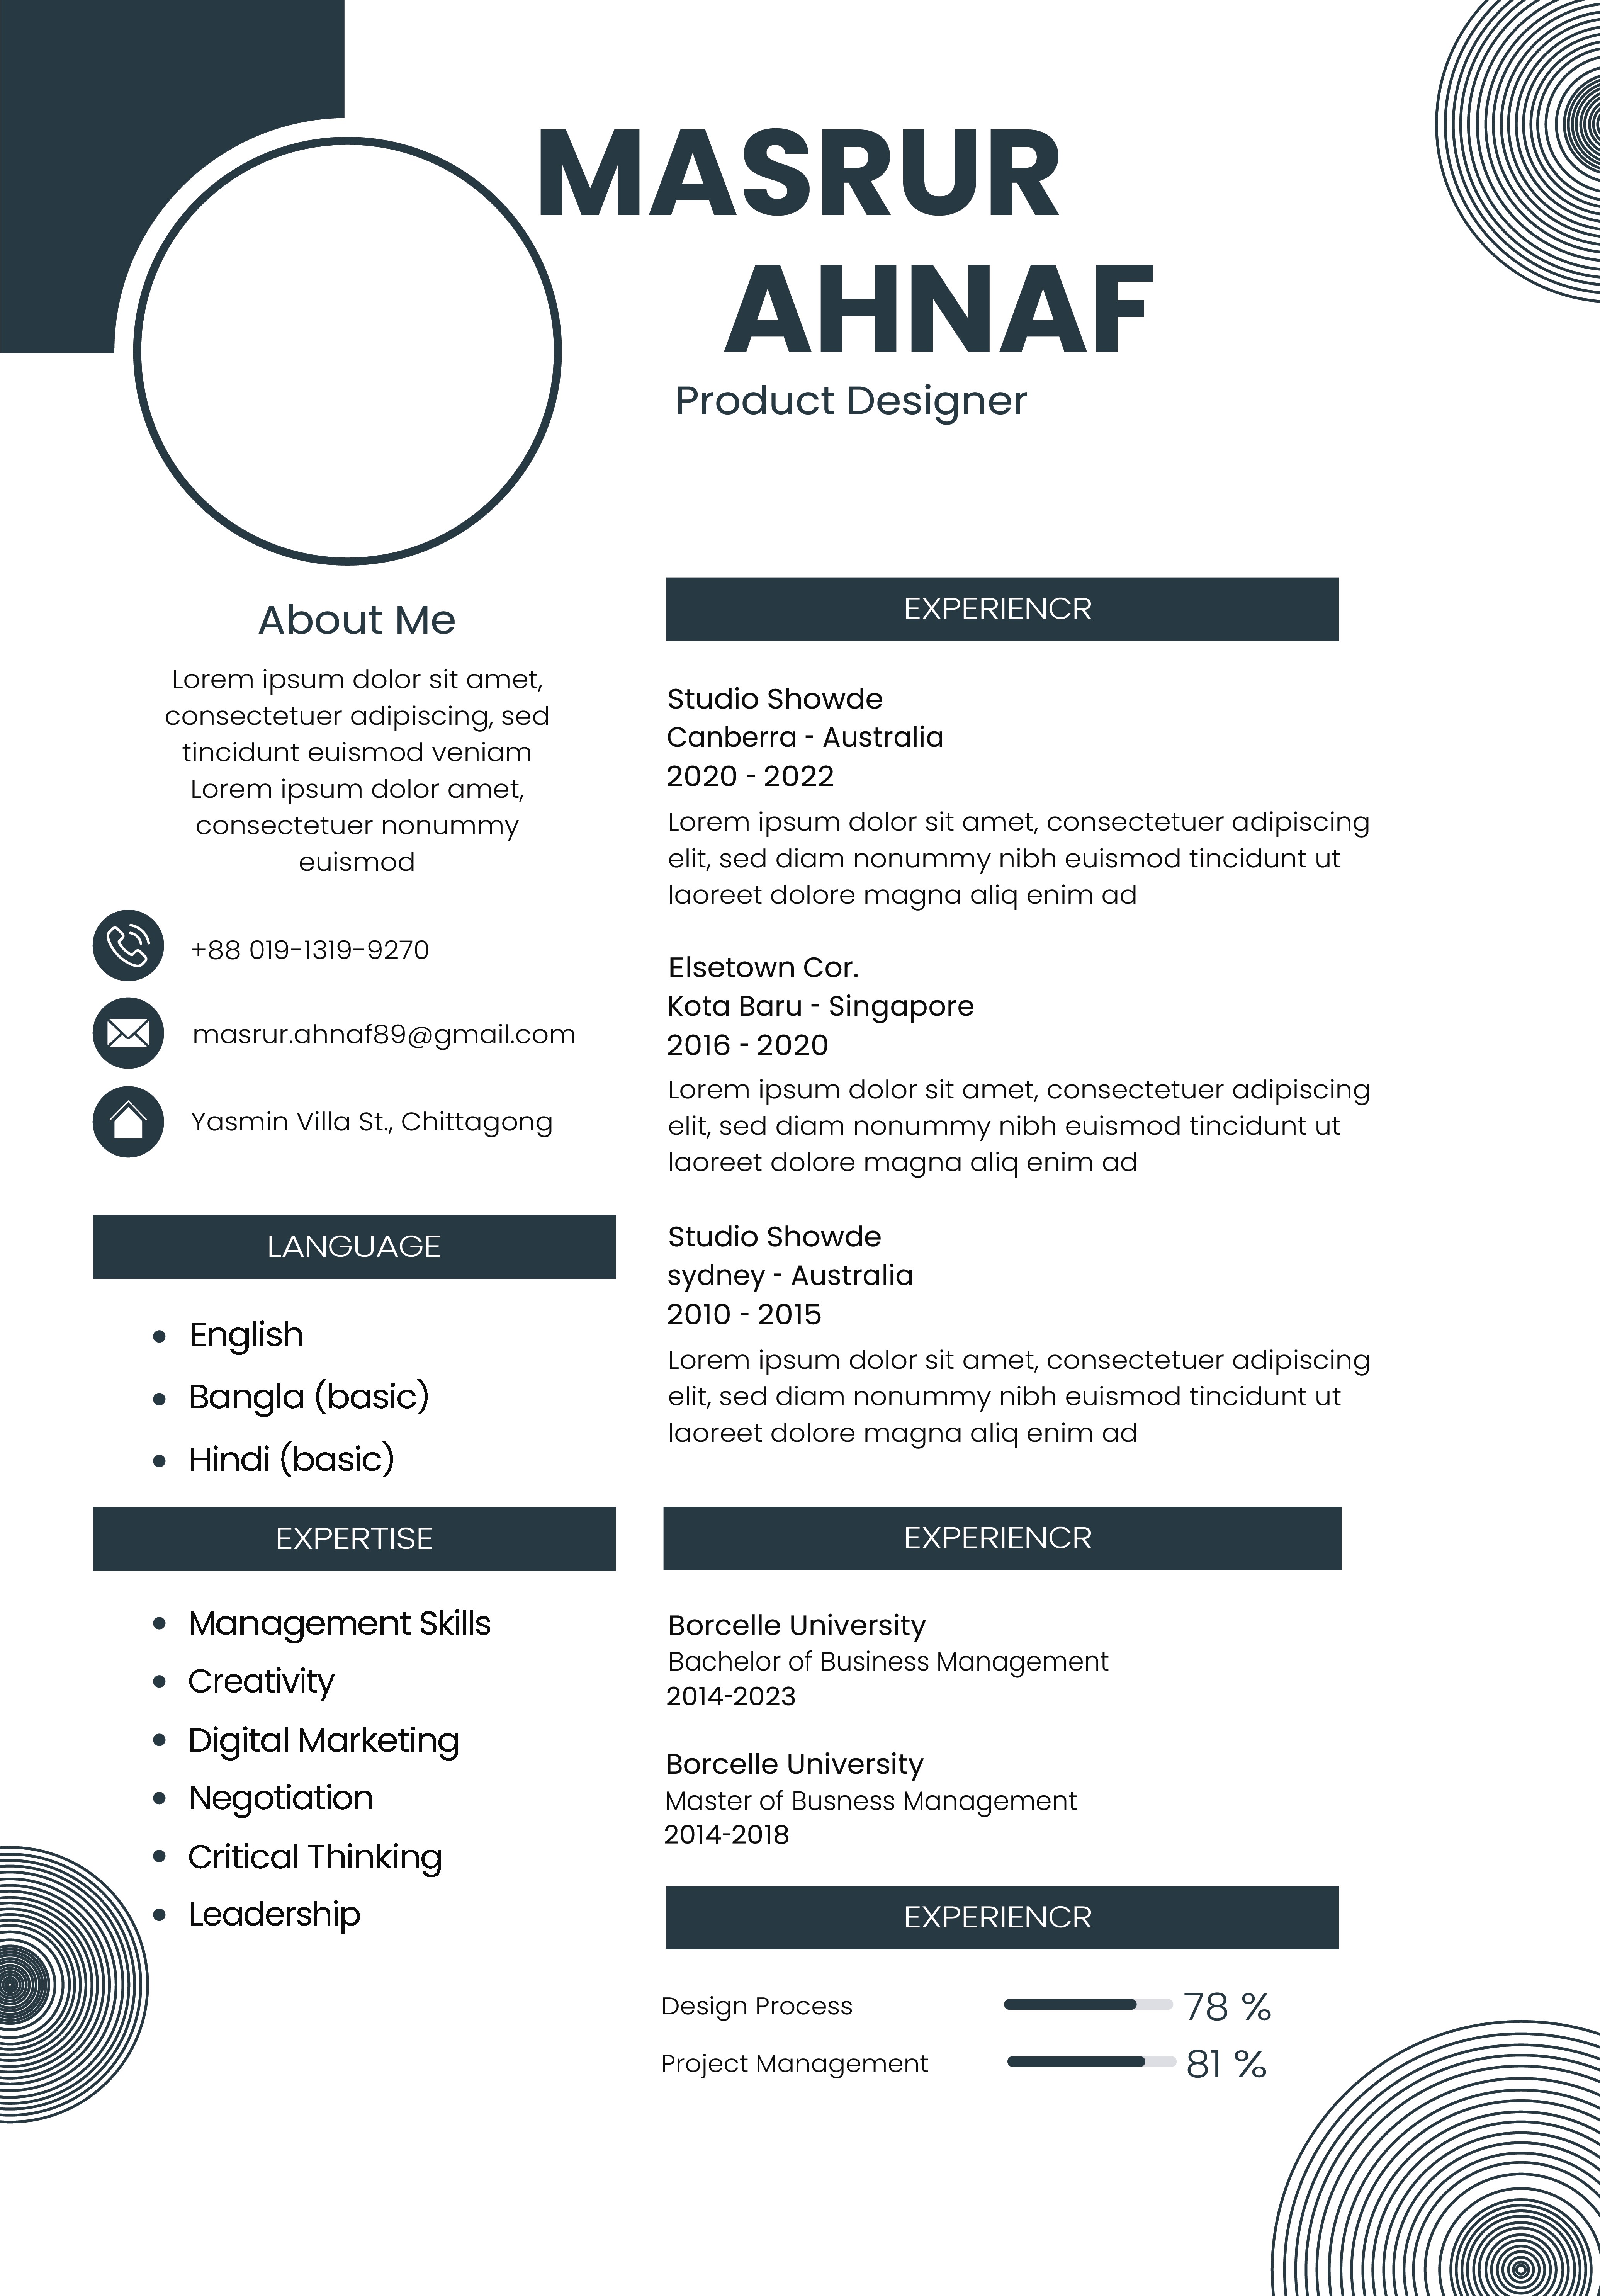 MASRUR
AHNAF
Product Designer
About Me
Lorem ipsum dolor sit amet,
consectetuer adipiscing, sed
tincidunt euismod veniam
Lorem ipsum dolor amet,
consectetuer nonummy
euismod
+88 019-1319-9270
masrur.ahnaf89@gmail.com
Yasmin Villa St., Chittagong
LANGUAGE
English
Bangla (basic)
Hindi (basic)
EXPERTISE
Management Skills
Creativity
Digital Marketing
Negotiation
Critical Thinking
Leadership
EXPERIENCR
Studio Showde
Canberra - Australia
2020 - 2022
Lorem ipsum dolor sit amet, consectetuer adipiscing
elit, sed diam nonummy nibh euismod tincidunt ut
laoreet dolore magna aliq enim ad
Elsetown Cor.
Kota Baru - Singapore
2016 - 2020
Lorem ipsum dolor sit amet, consectetuer adipiscing
elit, sed diam nonummy nibh euismod tincidunt ut
laoreet dolore magna aliq enim ad
Studio Showde
sydney - Australia
2010 - 2015
Lorem ipsum dolor sit amet, consectetuer adipiscing
elit, sed diam nonummy nibh euismod tincidunt ut
laoreet dolore magna aliq enim ad
EXPERIENCR
Borcelle University
Bachelor of Business Management
2014-2023
Borcelle University
Master of Busness Management
2014-2018
EXPERIENCR
Design Process 78 %
Project Management 81 %